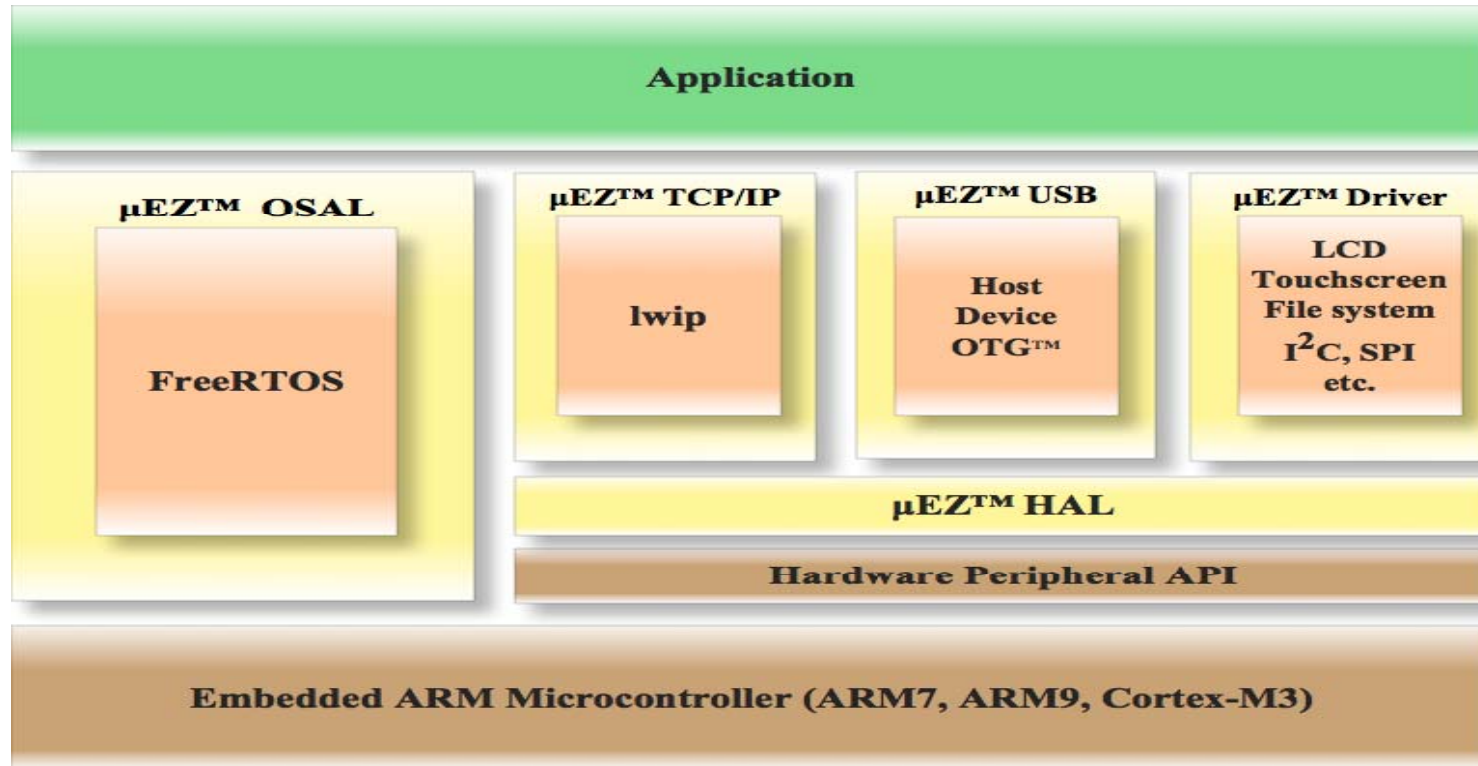 Application
µEZ™ OSAL
FreeRTOS
µEZ™ TCP/IP
lwip
µEZ™ USB
Host
Device
OTG™
µEZ™ Driver
LCD
Touchscreen
File system
I²C, SPI
etc.
µEZ™ HAL
Hardware Peripheral API
Embedded ARM Microcontroller (ARM7, ARM9, Cortex-M3)